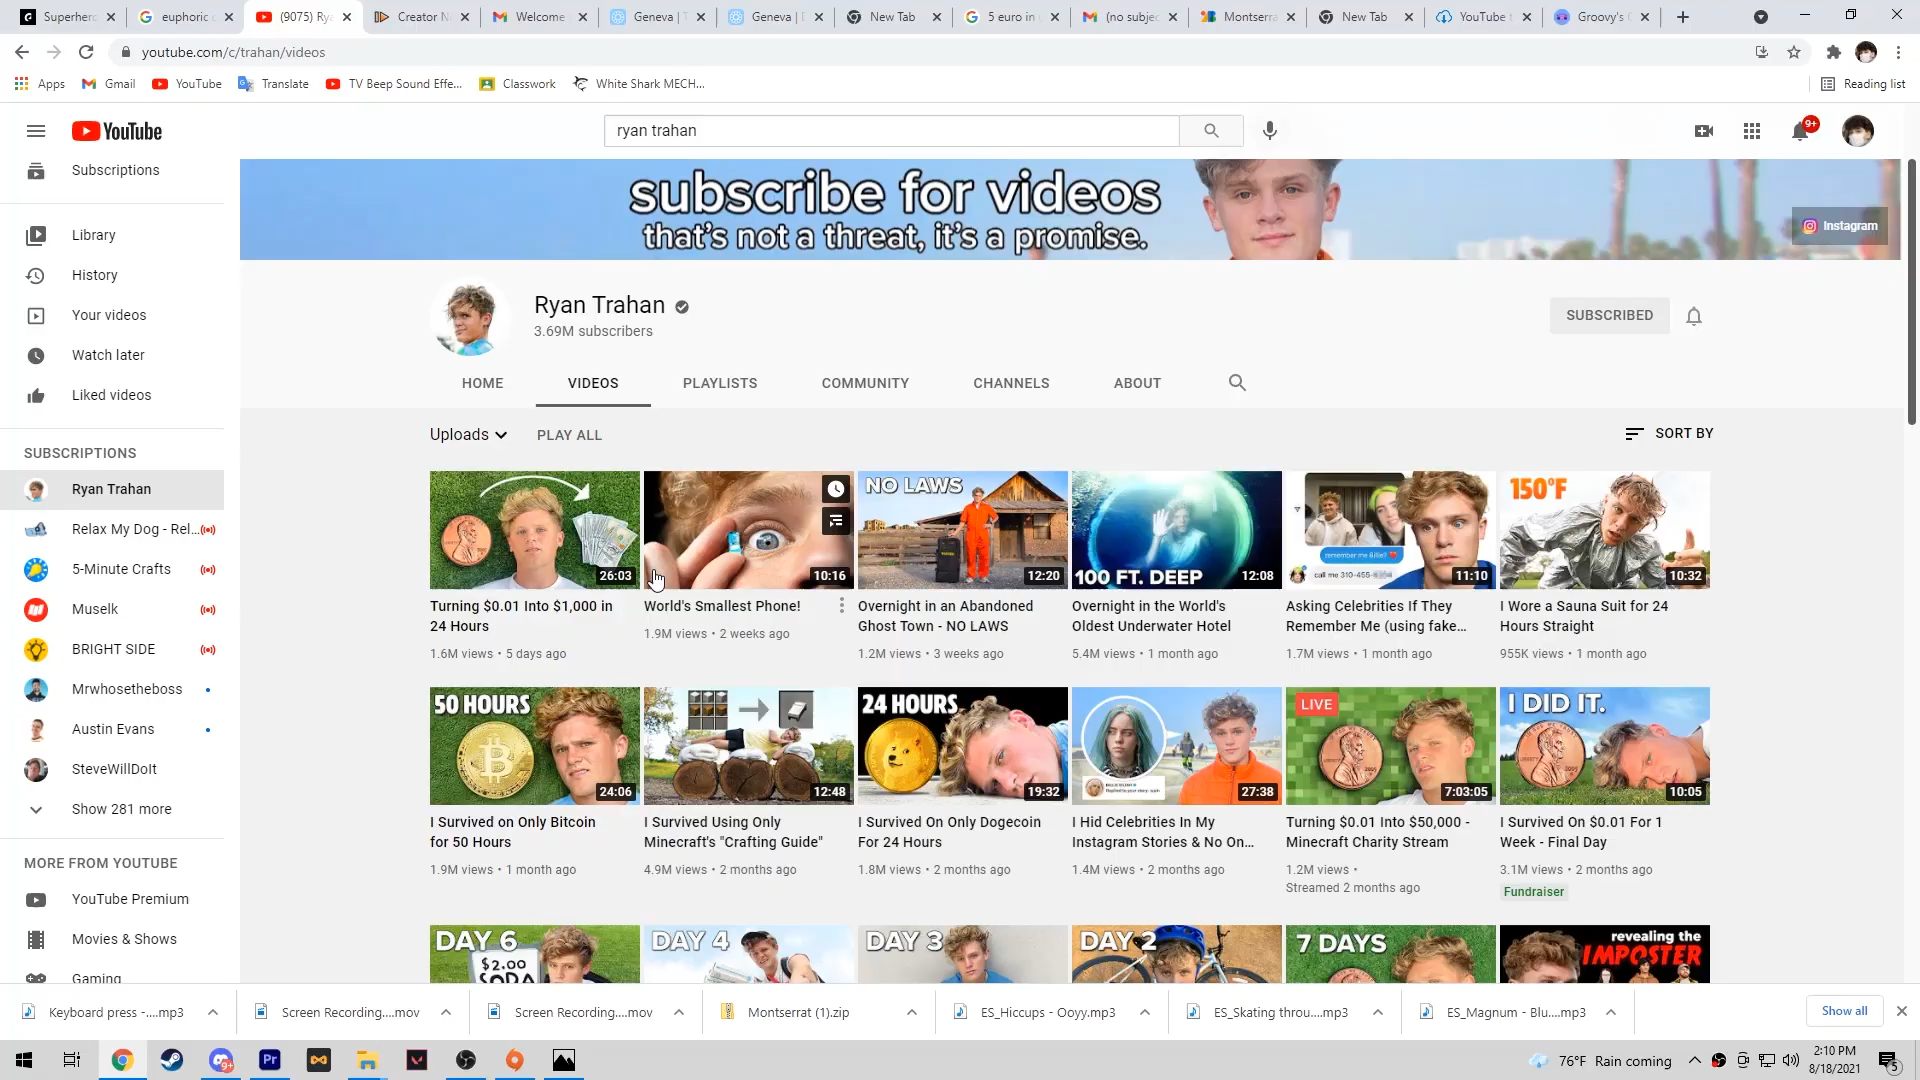 Superhero
euphoric
(9075) Rya
Creator N
Welcome
Geneva |
Geneva |
New Tab
5 euro in
(no subjec
Montserra
New Tab
YouTube
Groovy's
youtube.com/c/trahan/videos
Apps
Gmail
YouTube
Translate
TV Beep Sound Effe...
Classwork
White Shark MECH...
Reading list
YouTube
ryan trahan
9+
Subscriptions
Library
History
Your videos
Watch later
Liked videos
SUBSCRIPTIONS
Ryan Trahan
Relax My Dog - Rel...
5-Minute Crafts
Muselk
BRIGHT SIDE
Mrwhosetheboss
Austin Evans
SteveWillDoIt
Show 281 more
MORE FROM YOUTUBE
YouTube Premium
Movies & Shows
Gaming
subscribe for videos
that's not a threat, it's a promise.
Instagram
Ryan Trahan
3.69M subscribers
SUBSCRIBED
HOME
VIDEOS
PLAYLISTS
COMMUNITY
CHANNELS
ABOUT
Uploads
PLAY ALL
SORT BY
26:03
Turning $0.01 Into $1,000 in
24 Hours
1.6M views • 5 days ago
10:16
World's Smallest Phone!
1.9M views • 2 weeks ago
NO LAWS
12:20
Overnight in an Abandoned
Ghost Town - NO LAWS
1.2M views • 3 weeks ago
100 FT. DEEP
12:08
Overnight in the World's
Oldest Underwater Hotel
5.4M views • 1 month ago
remember me Billie?
call me 310-455-
11:10
Asking Celebrities If They
Remember Me (using fake...
1.7M views • 1 month ago
150°F
10:32
I Wore a Sauna Suit for 24
Hours Straight
955K views • 1 month ago
50 HOURS
24:06
I Survived on Only Bitcoin
for 50 Hours
1.9M views • 1 month ago
12:48
I Survived Using Only
Minecraft's "Crafting Guide"
4.9M views • 2 months ago
24 HOURS
19:32
I Survived On Only Dogecoin
For 24 Hours
1.8M views • 2 months ago
27:38
I Hid Celebrities In My
Instagram Stories & No On...
1.4M views • 2 months ago
LIVE
7:03:05
Turning $0.01 Into $50,000 -
Minecraft Charity Stream
1.2M views •
Streamed 2 months ago
I DID IT.
10:05
I Survived On $0.01 For 1
Week - Final Day
3.1M views • 2 months ago
Fundraiser
DAY 6
$2.00
SODA
DAY 4
DAY 3
DAY 2
7 DAYS
revealing the
IMPOSTER
Keyboard press -....mp3
Screen Recording....mov
Screen Recording....mov
Montserrat (1).zip
ES_Hiccups - Ooyy.mp3
ES_Skating throu....mp3
ES_Magnum - Blu....mp3
Show all
9+
Pr
76°F Rain coming
2:10 PM
8/18/2021
5